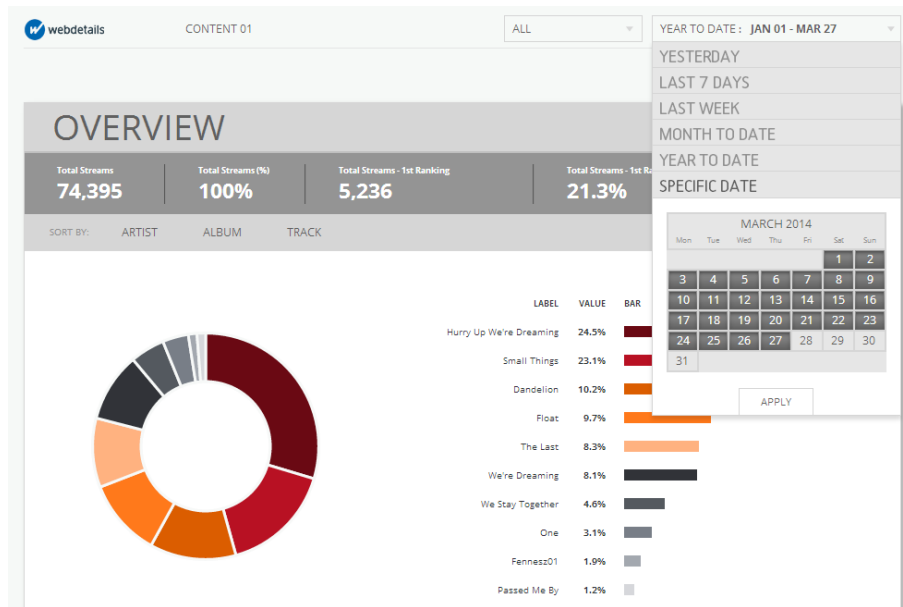 webdetails CONTENT 01 ALL YEAR TO DATE : JAN 01 - MAR 27
YESTERDAY
LAST 7 DAYS
LAST WEEK
MONTH TO DATE
YEAR TO DATE
SPECIFIC DATE
MARCH 2014
Mon Tue Wed Thu Fri Sat Sun
1 2
3 4 5 6 7 8 9
10 11 12 13 14 15 16
17 18 19 20 21 22 23
24 25 26 27 28 29 30
31
APPLY
OVERVIEW
Total Streams Total Streams (%) Total Streams - 1st Ranking Total Streams - 1st Ra
74,395 100% 5,236 21.3%
SORT BY: ARTIST ALBUM TRACK
LABEL VALUE BAR
Hurry Up We're Dreaming 24.5%
Small Things 23.1%
Dandelion 10.2%
Float 9.7%
The Last 8.3%
We're Dreaming 8.1%
We Stay Together 4.6%
One 3.1%
Fennesz01 1.9%
Passed Me By 1.2%